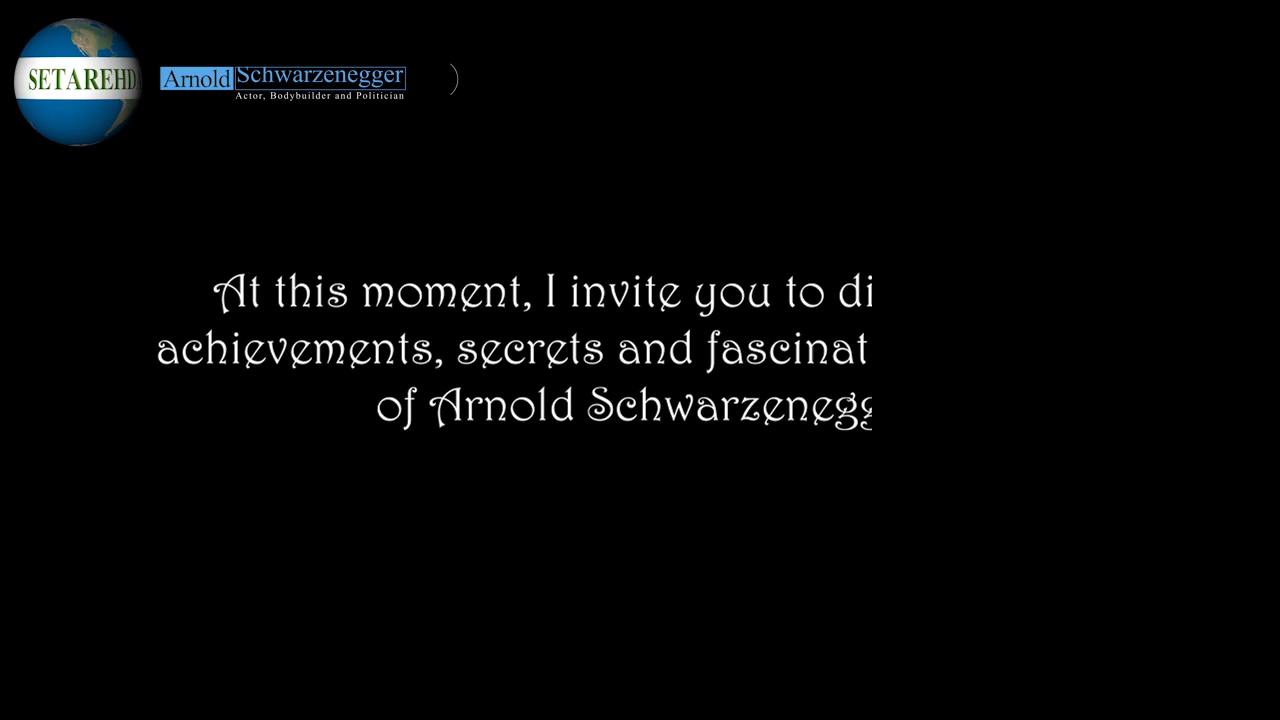 SETAREHD
Arnold Schwarzenegger
Actor, Bodybuilder and Politician
At this moment, I invite you to di
achievements, secrets and fascinat
of Arnold Schwarzenegg